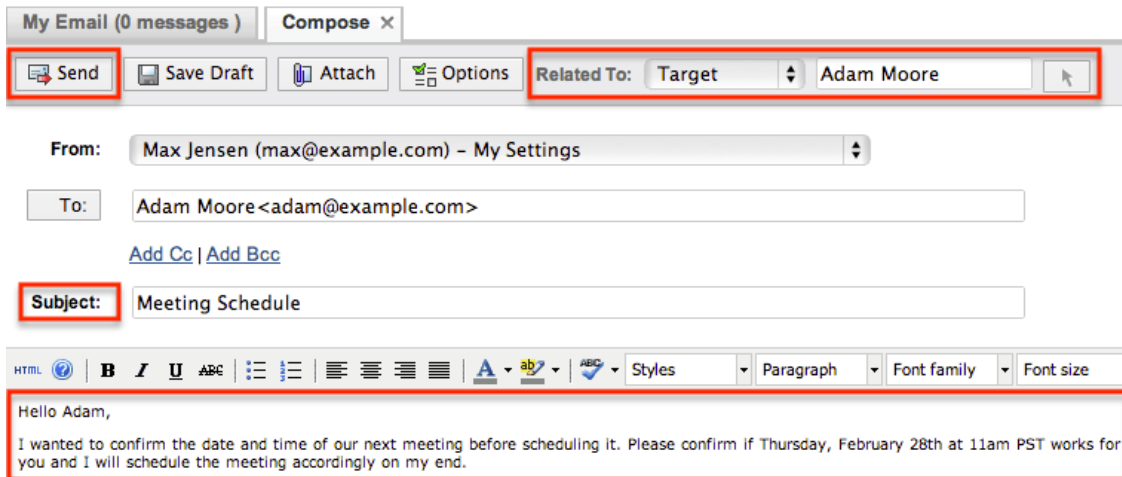 My Email (0 messages ) Compose ×
Send Save Draft Attach Options Related To: Target Adam Moore
From: Max Jensen (max@example.com) – My Settings
To: Adam Moore<adam@example.com>
Add Cc | Add Bcc
Subject: Meeting Schedule
HTML ? B I U ABC A ab ABC Styles Paragraph Font family Font size
Hello Adam,
I wanted to confirm the date and time of our next meeting before scheduling it. Please confirm if Thursday, February 28th at 11am PST works for
you and I will schedule the meeting accordingly on my end.